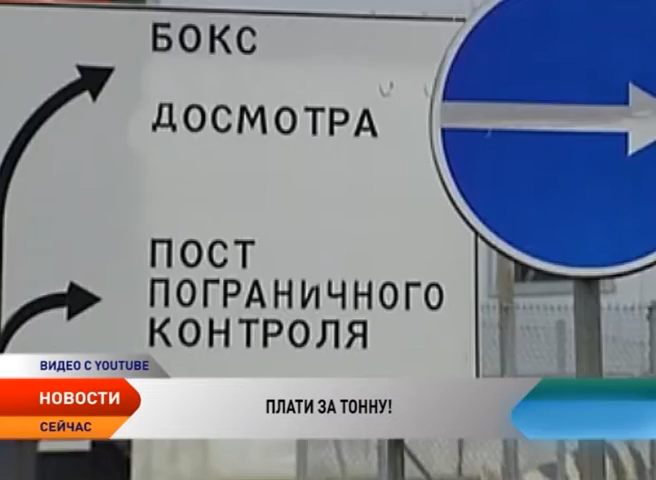 БОКС
ДОСМОТРА
ПОСТ
ПОГРАНИЧНОГО
КОНТРОЛЯ
ВИДЕО С YOUTUBE
НОВОСТИ
ПЛАТИ ЗА ТОННУ!
СЕЙЧАС